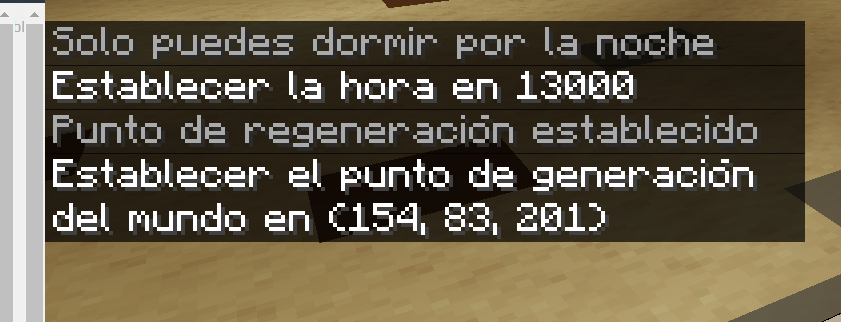 Solo puedes dormir por la noche
Establecer la hora en 13000
Punto de regeneración establecido
Establecer el punto de generación
del mundo en (154, 83, 201)